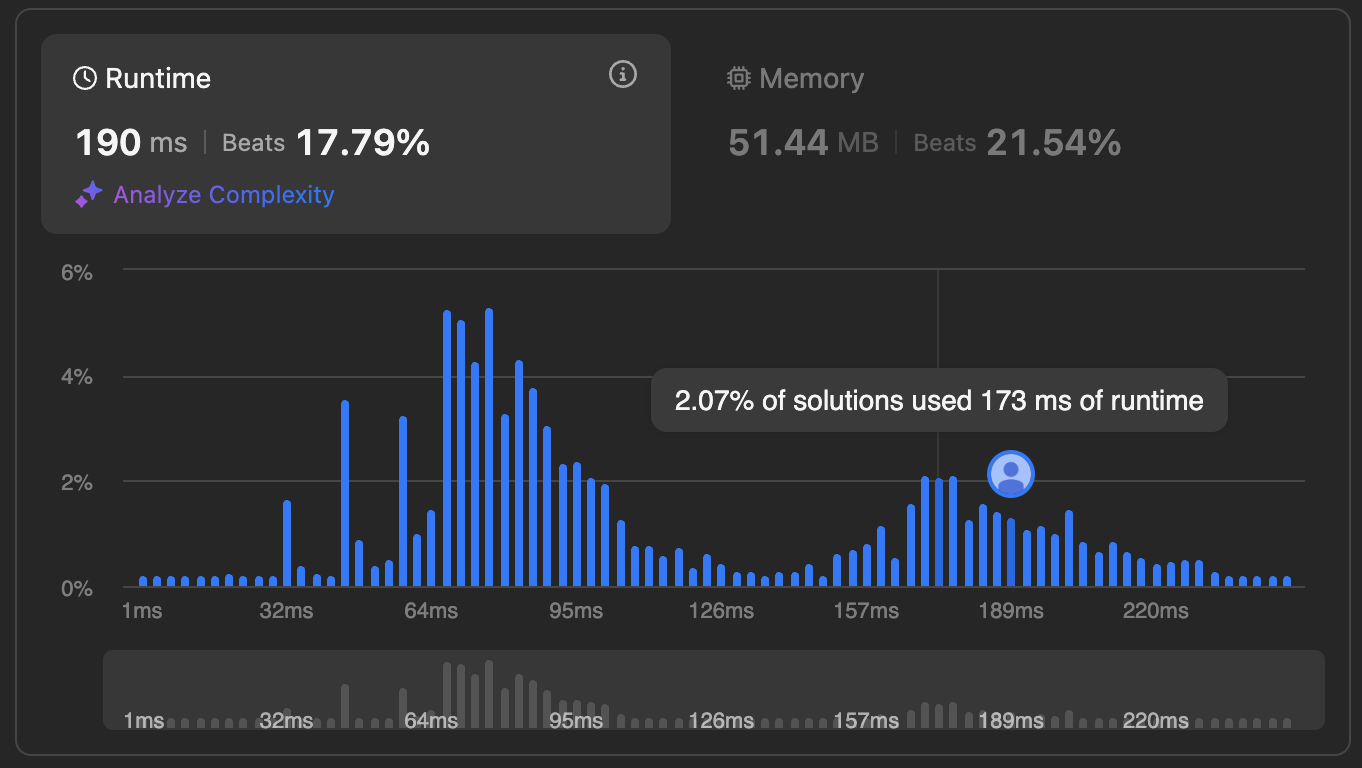 Runtime
190 ms | Beats 17.79%
Analyze Complexity
Memory
51.44 MB | Beats 21.54%
6%
4%
2%
0%
2.07% of solutions used 173 ms of runtime
1ms 32ms 64ms 95ms 126ms 157ms 189ms 220ms
1ms 32ms 64ms 95ms 126ms 157ms 189ms 220ms